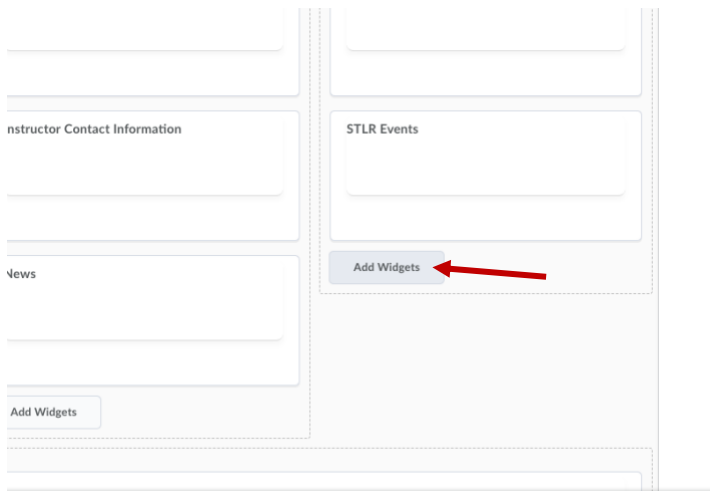 nstructor Contact Information
STLR Events
Add Widgets
News
Add Widgets